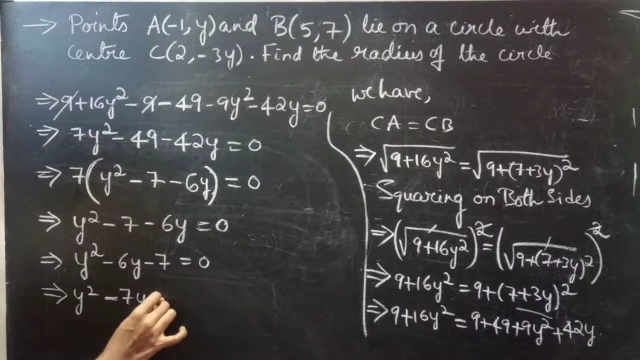 → Points A(-1, y) and B(5, 7) lie on a circle with
centre C(2, -3y). Find the radius of the circle
we have,
CA = CB
⇒ √(9+16y²) = √(9+(7+3y)²)
Squaring on Both Sides
⇒ (√(9+16y²))² = (√(9+(7+3y)²))²
⇒ 9+16y² = 9+(7+3y)²
⇒ 9+16y² = 9+49+9y²+42y
⇒ 9+16y² - 9 - 49 - 9y² - 42y = 0
⇒ 7y² - 49 - 42y = 0
⇒ 7(y² - 7 - 6y) = 0
⇒ y² - 7 - 6y = 0
⇒ y² - 6y - 7 = 0
⇒ y² - 7y